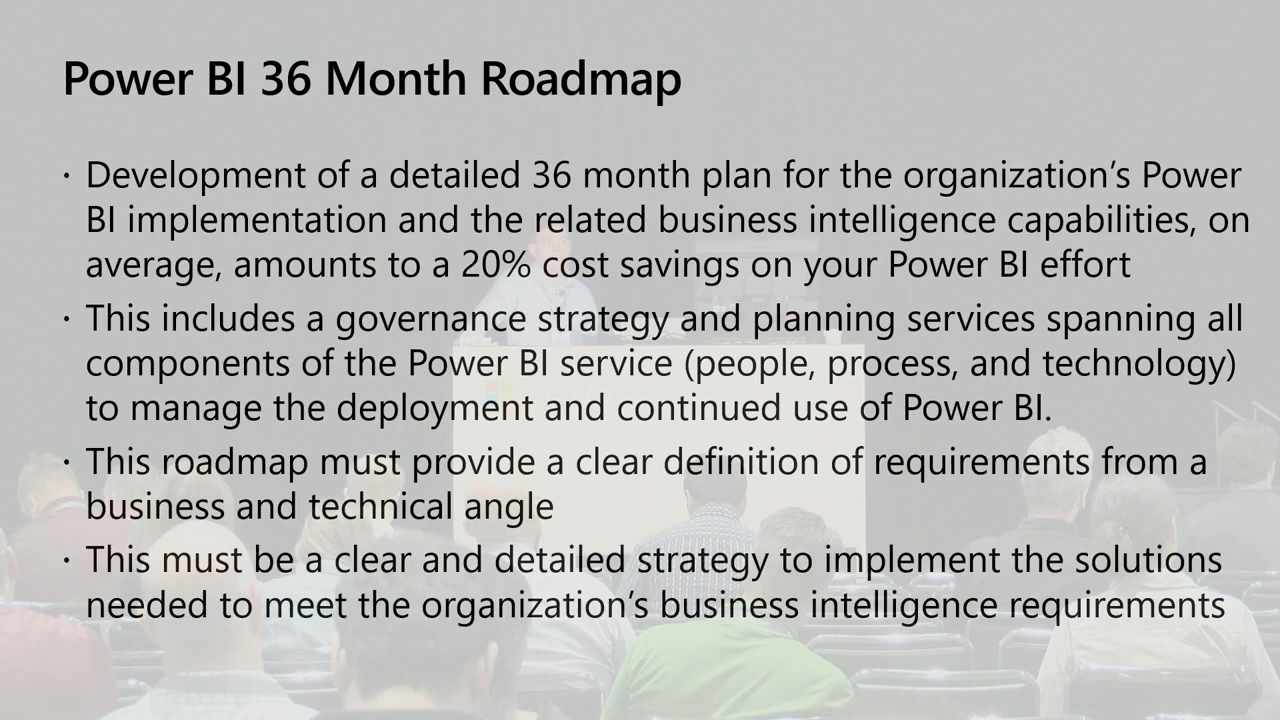 Power BI 36 Month Roadmap
· Development of a detailed 36 month plan for the organization’s Power
BI implementation and the related business intelligence capabilities, on
average, amounts to a 20% cost savings on your Power BI effort
· This includes a governance strategy and planning services spanning all
components of the Power BI service (people, process, and technology)
to manage the deployment and continued use of Power BI.
· This roadmap must provide a clear definition of requirements from a
business and technical angle
· This must be a clear and detailed strategy to implement the solutions
needed to meet the organization’s business intelligence requirements